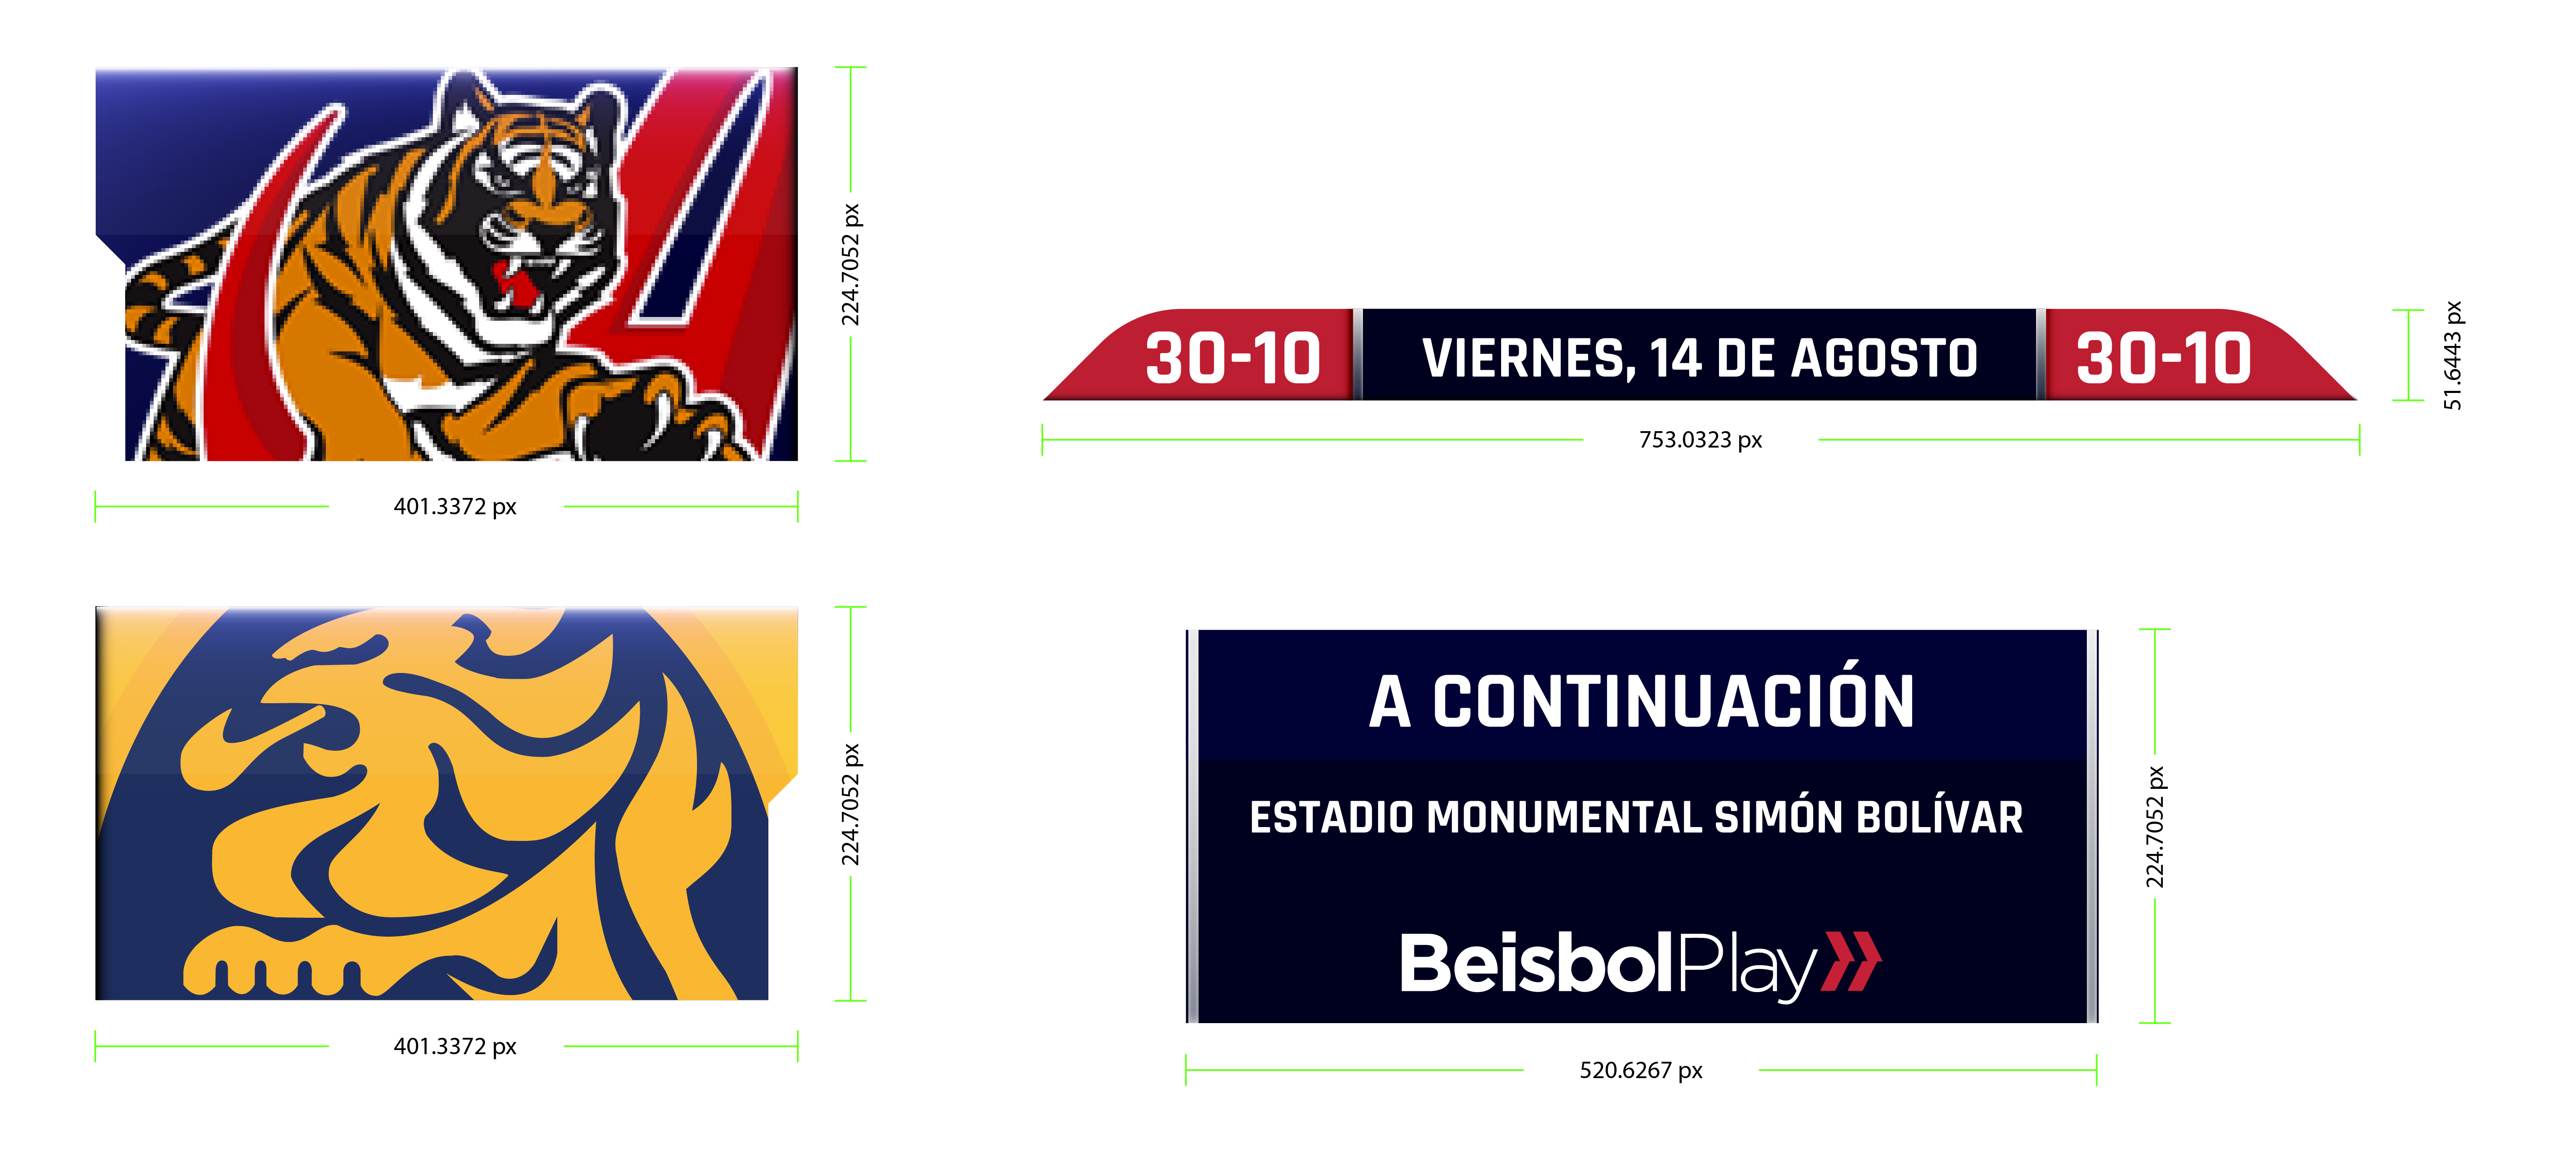 224.7052 px
401.3372 px
30-10 VIERNES, 14 DE AGOSTO 30-10
51.6443 px
753.0323 px
224.7052 px
401.3372 px
A CONTINUACIÓN
ESTADIO MONUMENTAL SIMÓN BOLÍVAR
BeisbolPlay
224.7052 px
520.6267 px